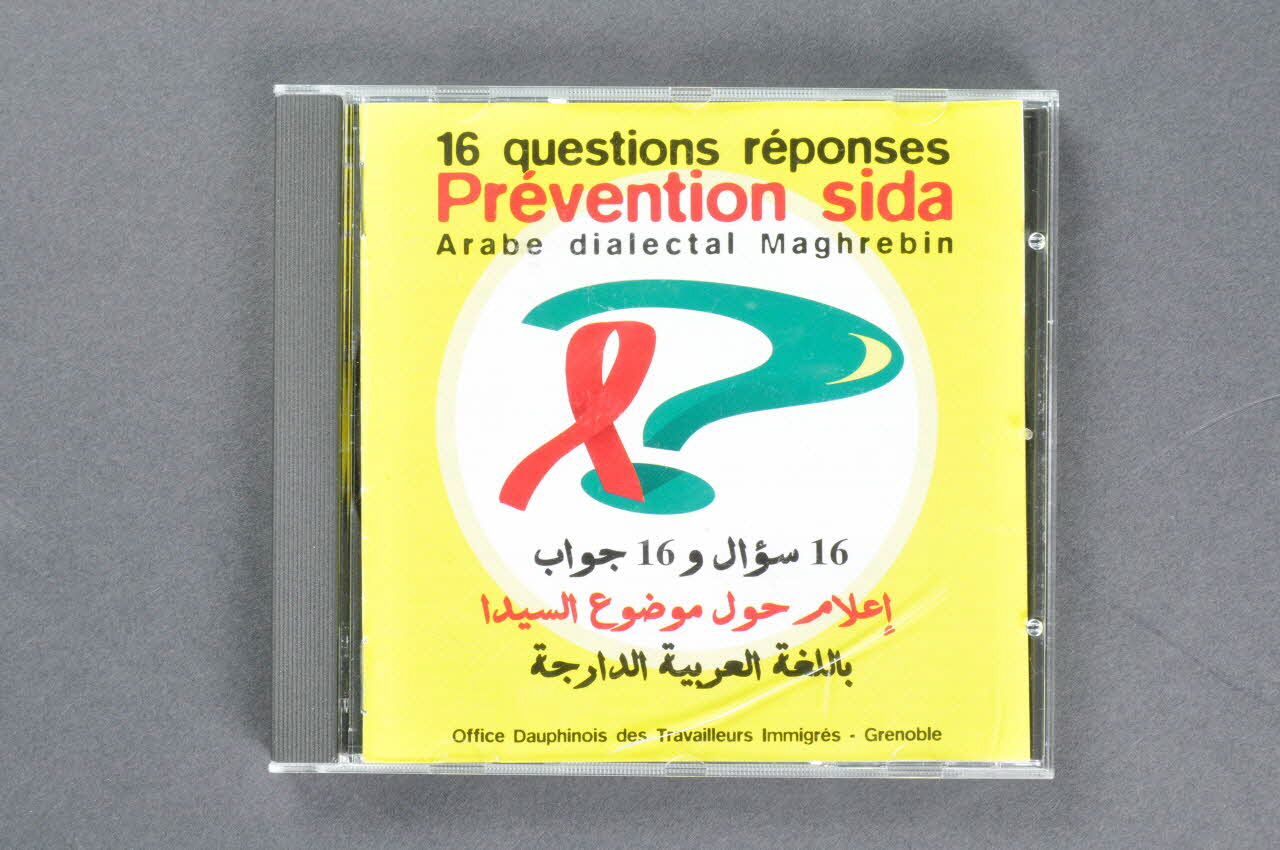 16 questions réponses
Prévention sida
Arabe dialectal Maghrebin
16 سؤال و 16 جواب
إعلام حول موضوع السيدا
باللغة العربية الدارجة
Office Dauphinois des Travailleurs Immigrés - Grenoble